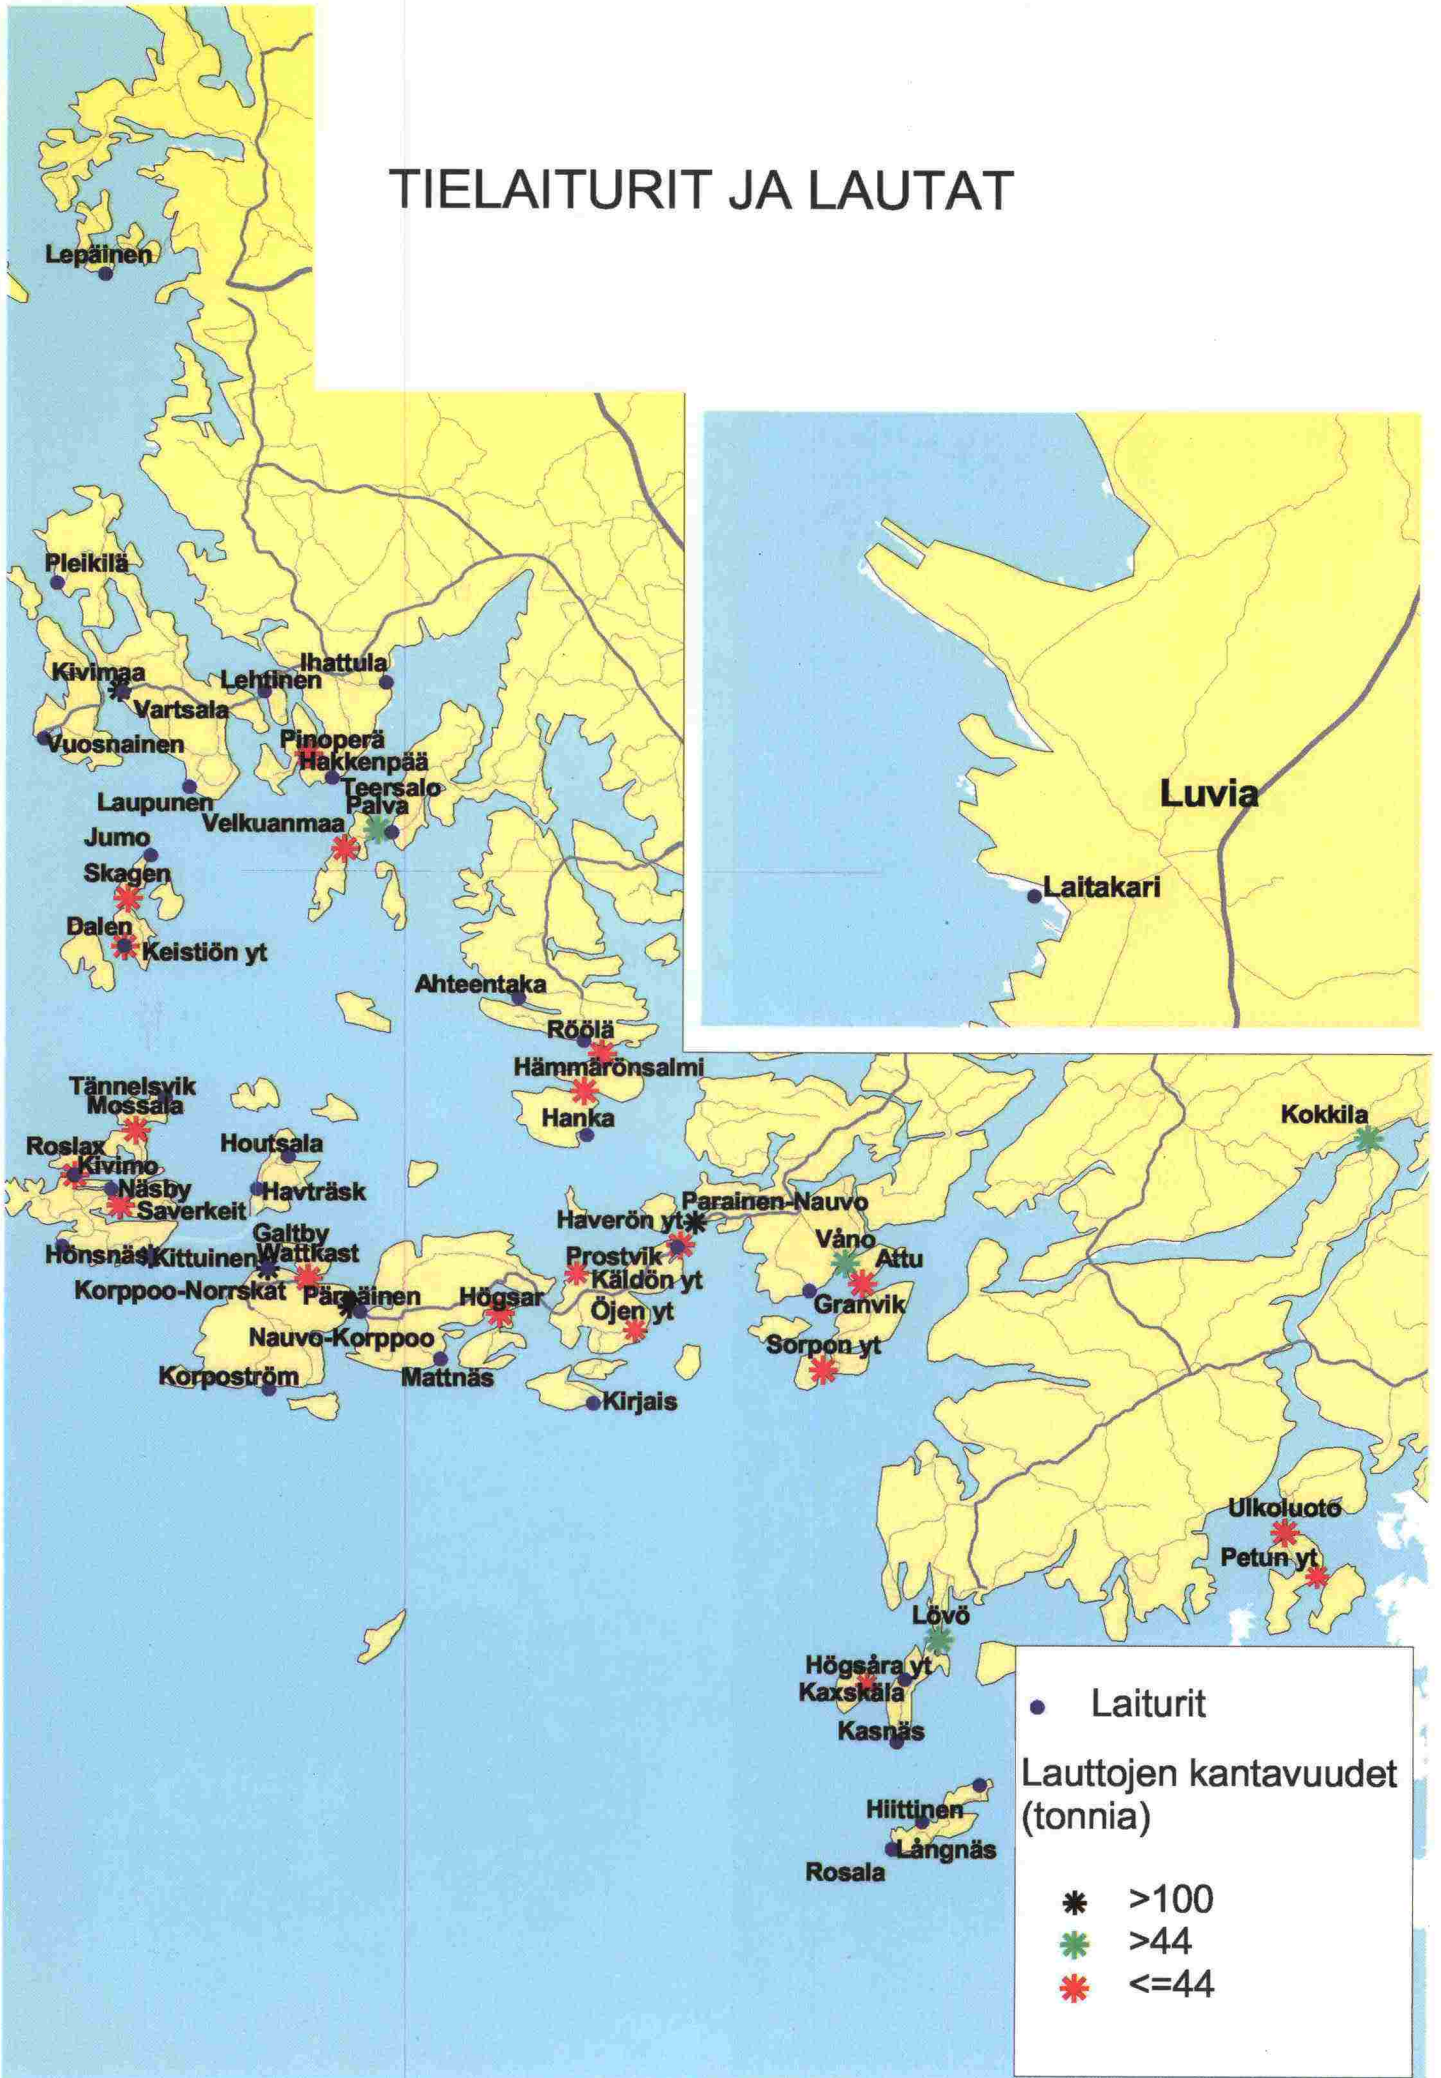 TIELAITURIT JA LAUTAT
Lepäinen
Pleikilä
Kivimaa
Vartsala
Vuosnainen
Lehtinen
Ihattula
Pinoperä
Hakkenpää
Teersalo
Palva
Laupunen
Velkuanmaa
Jumo
Skagen
Dalen
Keistiön yt
Luvia
Laitakari
Ahteentaka
Röölä
Hämmärönsalmi
Hanka
Tännelsvik
Mossala
Roslax
Kivimo
Näsby
Saverkeit
Houtsala
Havträsk
Hönsnäs
Kittuinen
Galtby
Wattkast
Korppoo-Norrskat
Pärnäinen
Nauvo-Korppoo
Korpoström
Mattnäs
Högsar
Parainen-Nauvo
Haverön yt
Prostvik
Käldön yt
Öjen yt
Kirjais
Våno
Attu
Granvik
Sorpon yt
Kokkila
Ulkoluoto
Petun yt
Lövö
Högsåra yt
Kaxskäla
Kasnäs
Hiittinen
Långnäs
Rosala
Laiturit
Lauttojen kantavuudet
(tonnia)
>100
>44
<=44